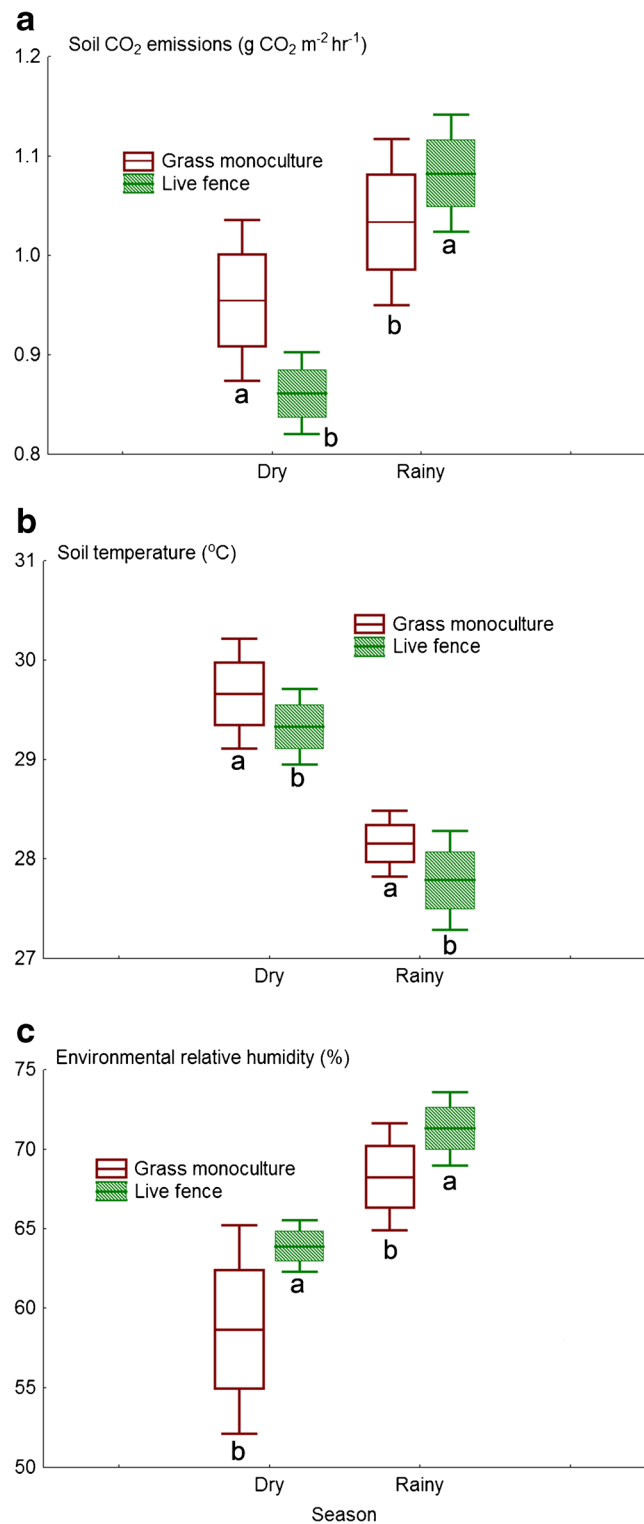 a
Soil CO₂ emissions (g CO₂ m⁻² hr⁻¹)
1.2
1.1
1.0
0.9
0.8
Grass monoculture
Live fence
a
b
b
a
Dry
Rainy
b
Soil temperature (°C)
31
30
29
28
27
Grass monoculture
Live fence
a
b
a
b
Dry
Rainy
c
Environmental relative humidity (%)
75
70
65
60
55
50
Grass monoculture
Live fence
b
a
b
a
Dry
Rainy
Season